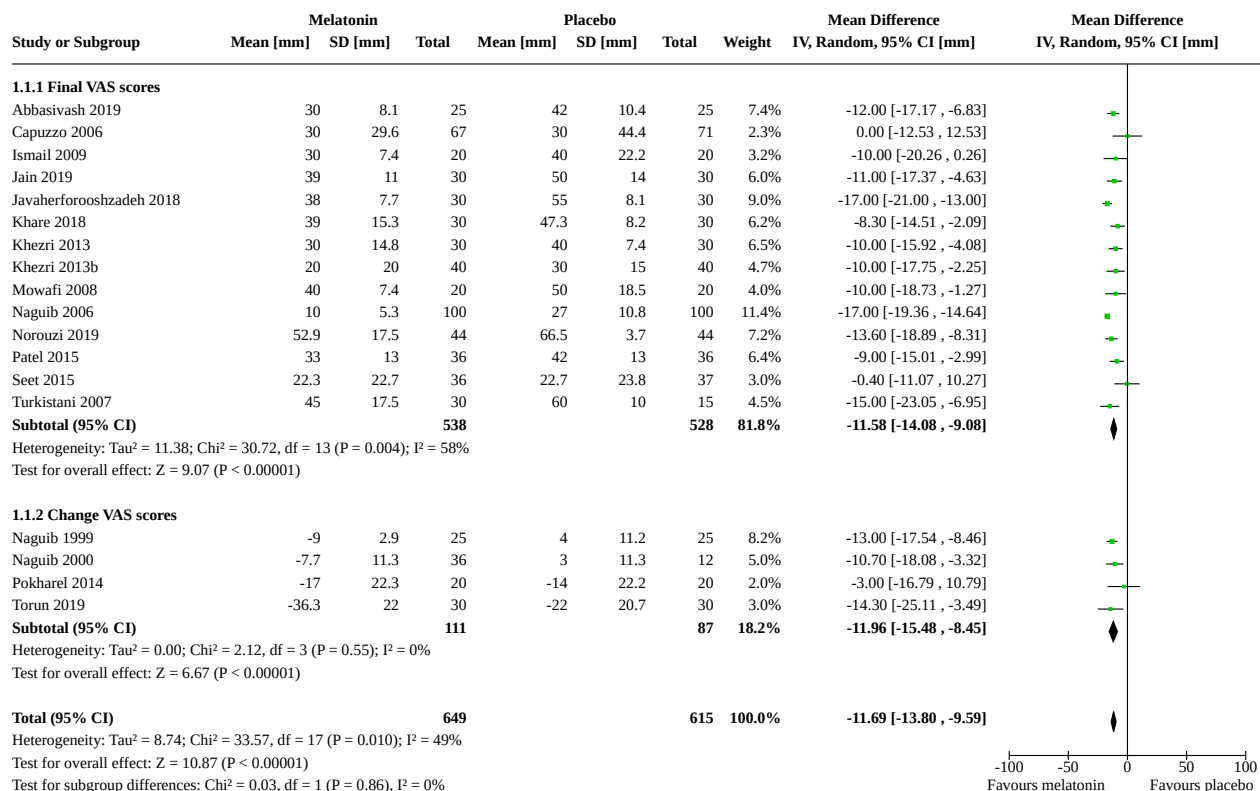 Melatonin Placebo Mean Difference Mean Difference
Study or Subgroup Mean [mm] SD [mm] Total Mean [mm] SD [mm] Total Weight IV, Random, 95% CI [mm] IV, Random, 95% CI [mm]
1.1.1 Final VAS scores
Abbasivash 2019 30 8.1 25 42 10.4 25 7.4% -12.00 [-17.17 , -6.83]
Capuzzo 2006 30 29.6 67 30 44.4 71 2.3% 0.00 [-12.53 , 12.53]
Ismail 2009 30 7.4 20 40 22.2 20 3.2% -10.00 [-20.26 , 0.26]
Jain 2019 39 11 30 50 14 30 6.0% -11.00 [-17.37 , -4.63]
Javaherforooshzadeh 2018 38 7.7 30 55 8.1 30 9.0% -17.00 [-21.00 , -13.00]
Khare 2018 39 15.3 30 47.3 8.2 30 6.2% -8.30 [-14.51 , -2.09]
Khezri 2013 30 14.8 30 40 7.4 30 6.5% -10.00 [-15.92 , -4.08]
Khezri 2013b 20 20 40 30 15 40 4.7% -10.00 [-17.75 , -2.25]
Mowafi 2008 40 7.4 20 50 18.5 20 4.0% -10.00 [-18.73 , -1.27]
Naguib 2006 10 5.3 100 27 10.8 100 11.4% -17.00 [-19.36 , -14.64]
Norouzi 2019 52.9 17.5 44 66.5 3.7 44 7.2% -13.60 [-18.89 , -8.31]
Patel 2015 33 13 36 42 13 36 6.4% -9.00 [-15.01 , -2.99]
Seet 2015 22.3 22.7 36 22.7 23.8 37 3.0% -0.40 [-11.07 , 10.27]
Turkistani 2007 45 17.5 30 60 10 15 4.5% -15.00 [-23.05 , -6.95]
Subtotal (95% CI) 538 528 81.8% -11.58 [-14.08 , -9.08]
Heterogeneity: Tau² = 11.38; Chi² = 30.72, df = 13 (P = 0.004); I² = 58%
Test for overall effect: Z = 9.07 (P < 0.00001)
1.1.2 Change VAS scores
Naguib 1999 -9 2.9 25 4 11.2 25 8.2% -13.00 [-17.54 , -8.46]
Naguib 2000 -7.7 11.3 36 3 11.3 12 5.0% -10.70 [-18.08 , -3.32]
Pokharel 2014 -17 22.3 20 -14 22.2 20 2.0% -3.00 [-16.79 , 10.79]
Torun 2019 -36.3 22 30 -22 20.7 30 3.0% -14.30 [-25.11 , -3.49]
Subtotal (95% CI) 111 87 18.2% -11.96 [-15.48 , -8.45]
Heterogeneity: Tau² = 0.00; Chi² = 2.12, df = 3 (P = 0.55); I² = 0%
Test for overall effect: Z = 6.67 (P < 0.00001)
Total (95% CI) 649 615 100.0% -11.69 [-13.80 , -9.59]
Heterogeneity: Tau² = 8.74; Chi² = 33.57, df = 17 (P = 0.010); I² = 49%
Test for overall effect: Z = 10.87 (P < 0.00001)
-100 -50 0 50 100
Test for subgroup differences: Chi² = 0.03, df = 1 (P = 0.86), I² = 0%
Favours melatonin Favours placebo